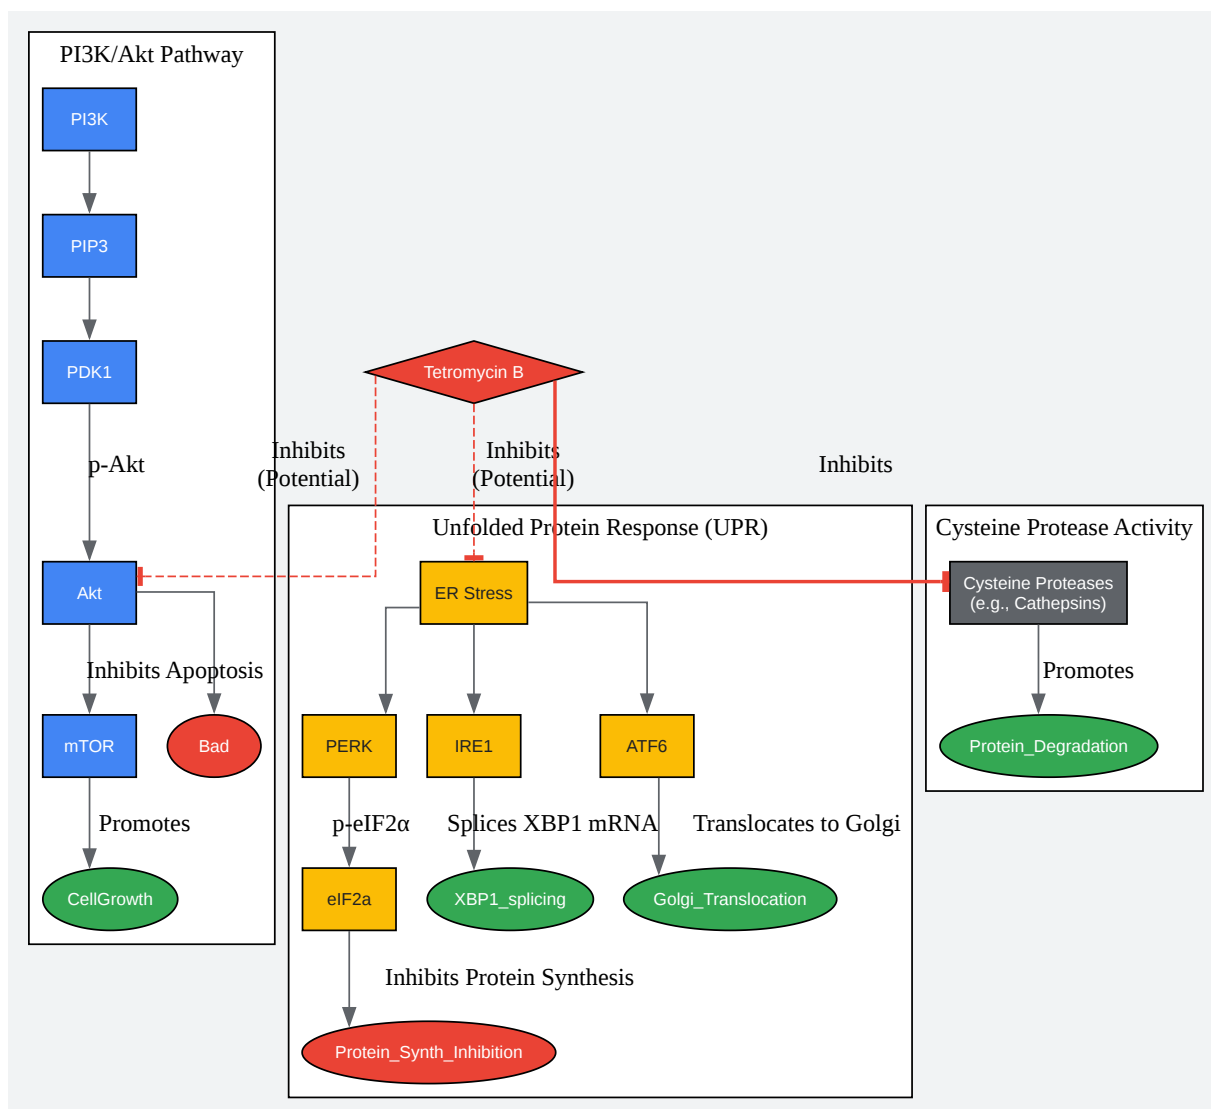 PI3K/Akt Pathway
PI3K
PIP3
PDK1
Tetromycin B
p-Akt
Inhibits
(Potential)
Inhibits
(Potential)
Inhibits
Unfolded Protein Response (UPR)
Cysteine Protease Activity
Akt
ER Stress
Cysteine Proteases
(e.g., Cathepsins)
Inhibits Apoptosis
Promotes
mTOR
Bad
PERK
IRE1
ATF6
Protein_Degradation
Promotes
p-eIF2α
Splices XBP1 mRNA
Translocates to Golgi
CellGrowth
eIF2a
XBP1_splicing
Golgi_Translocation
Inhibits Protein Synthesis
Protein_Synth_Inhibition